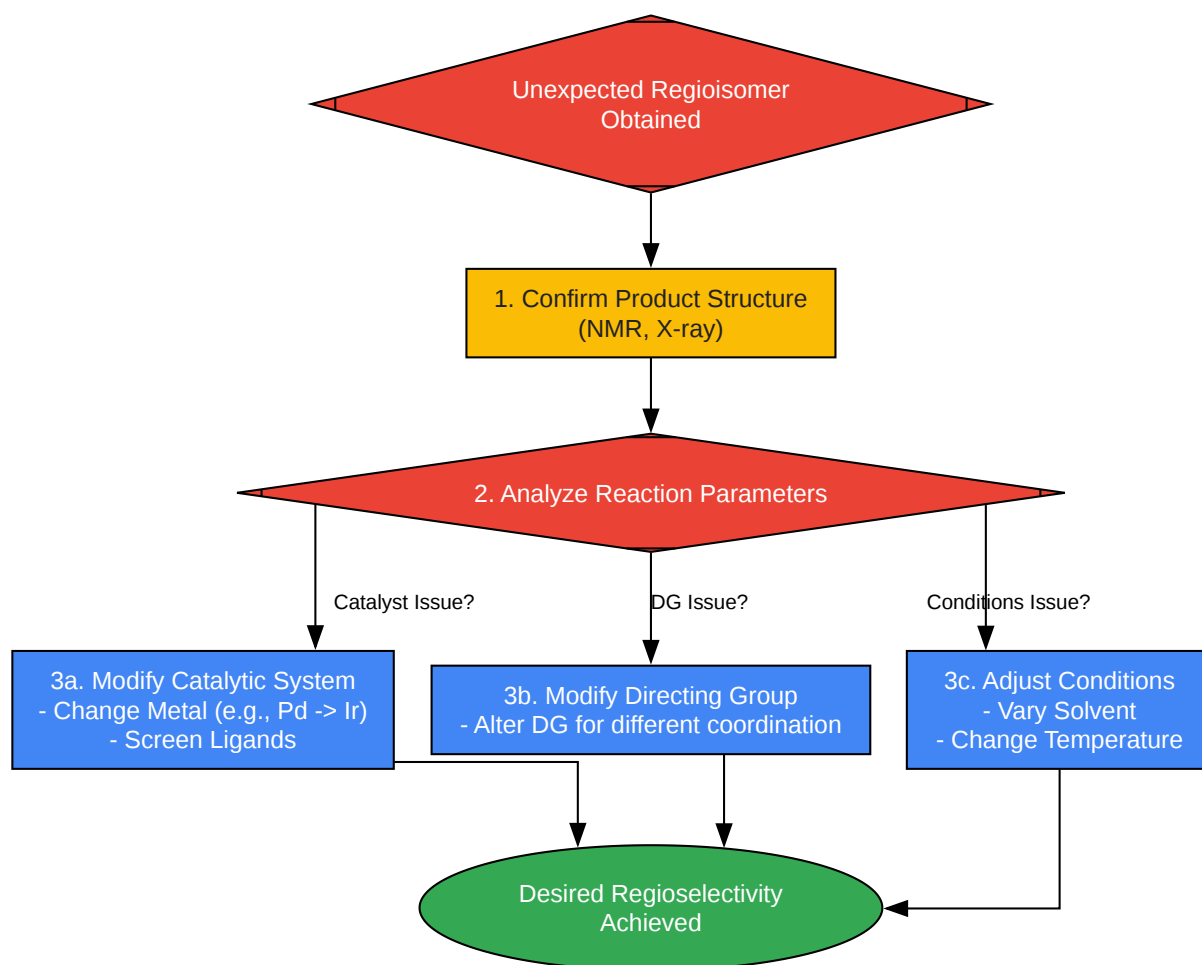 Unexpected Regioisomer
Obtained
1. Confirm Product Structure
(NMR, X-ray)
2. Analyze Reaction Parameters
Catalyst Issue?
DG Issue?
Conditions Issue?
3a. Modify Catalytic System
- Change Metal (e.g., Pd -> Ir)
- Screen Ligands
3b. Modify Directing Group
- Alter DG for different coordination
3c. Adjust Conditions
- Vary Solvent
- Change Temperature
Desired Regioselectivity
Achieved